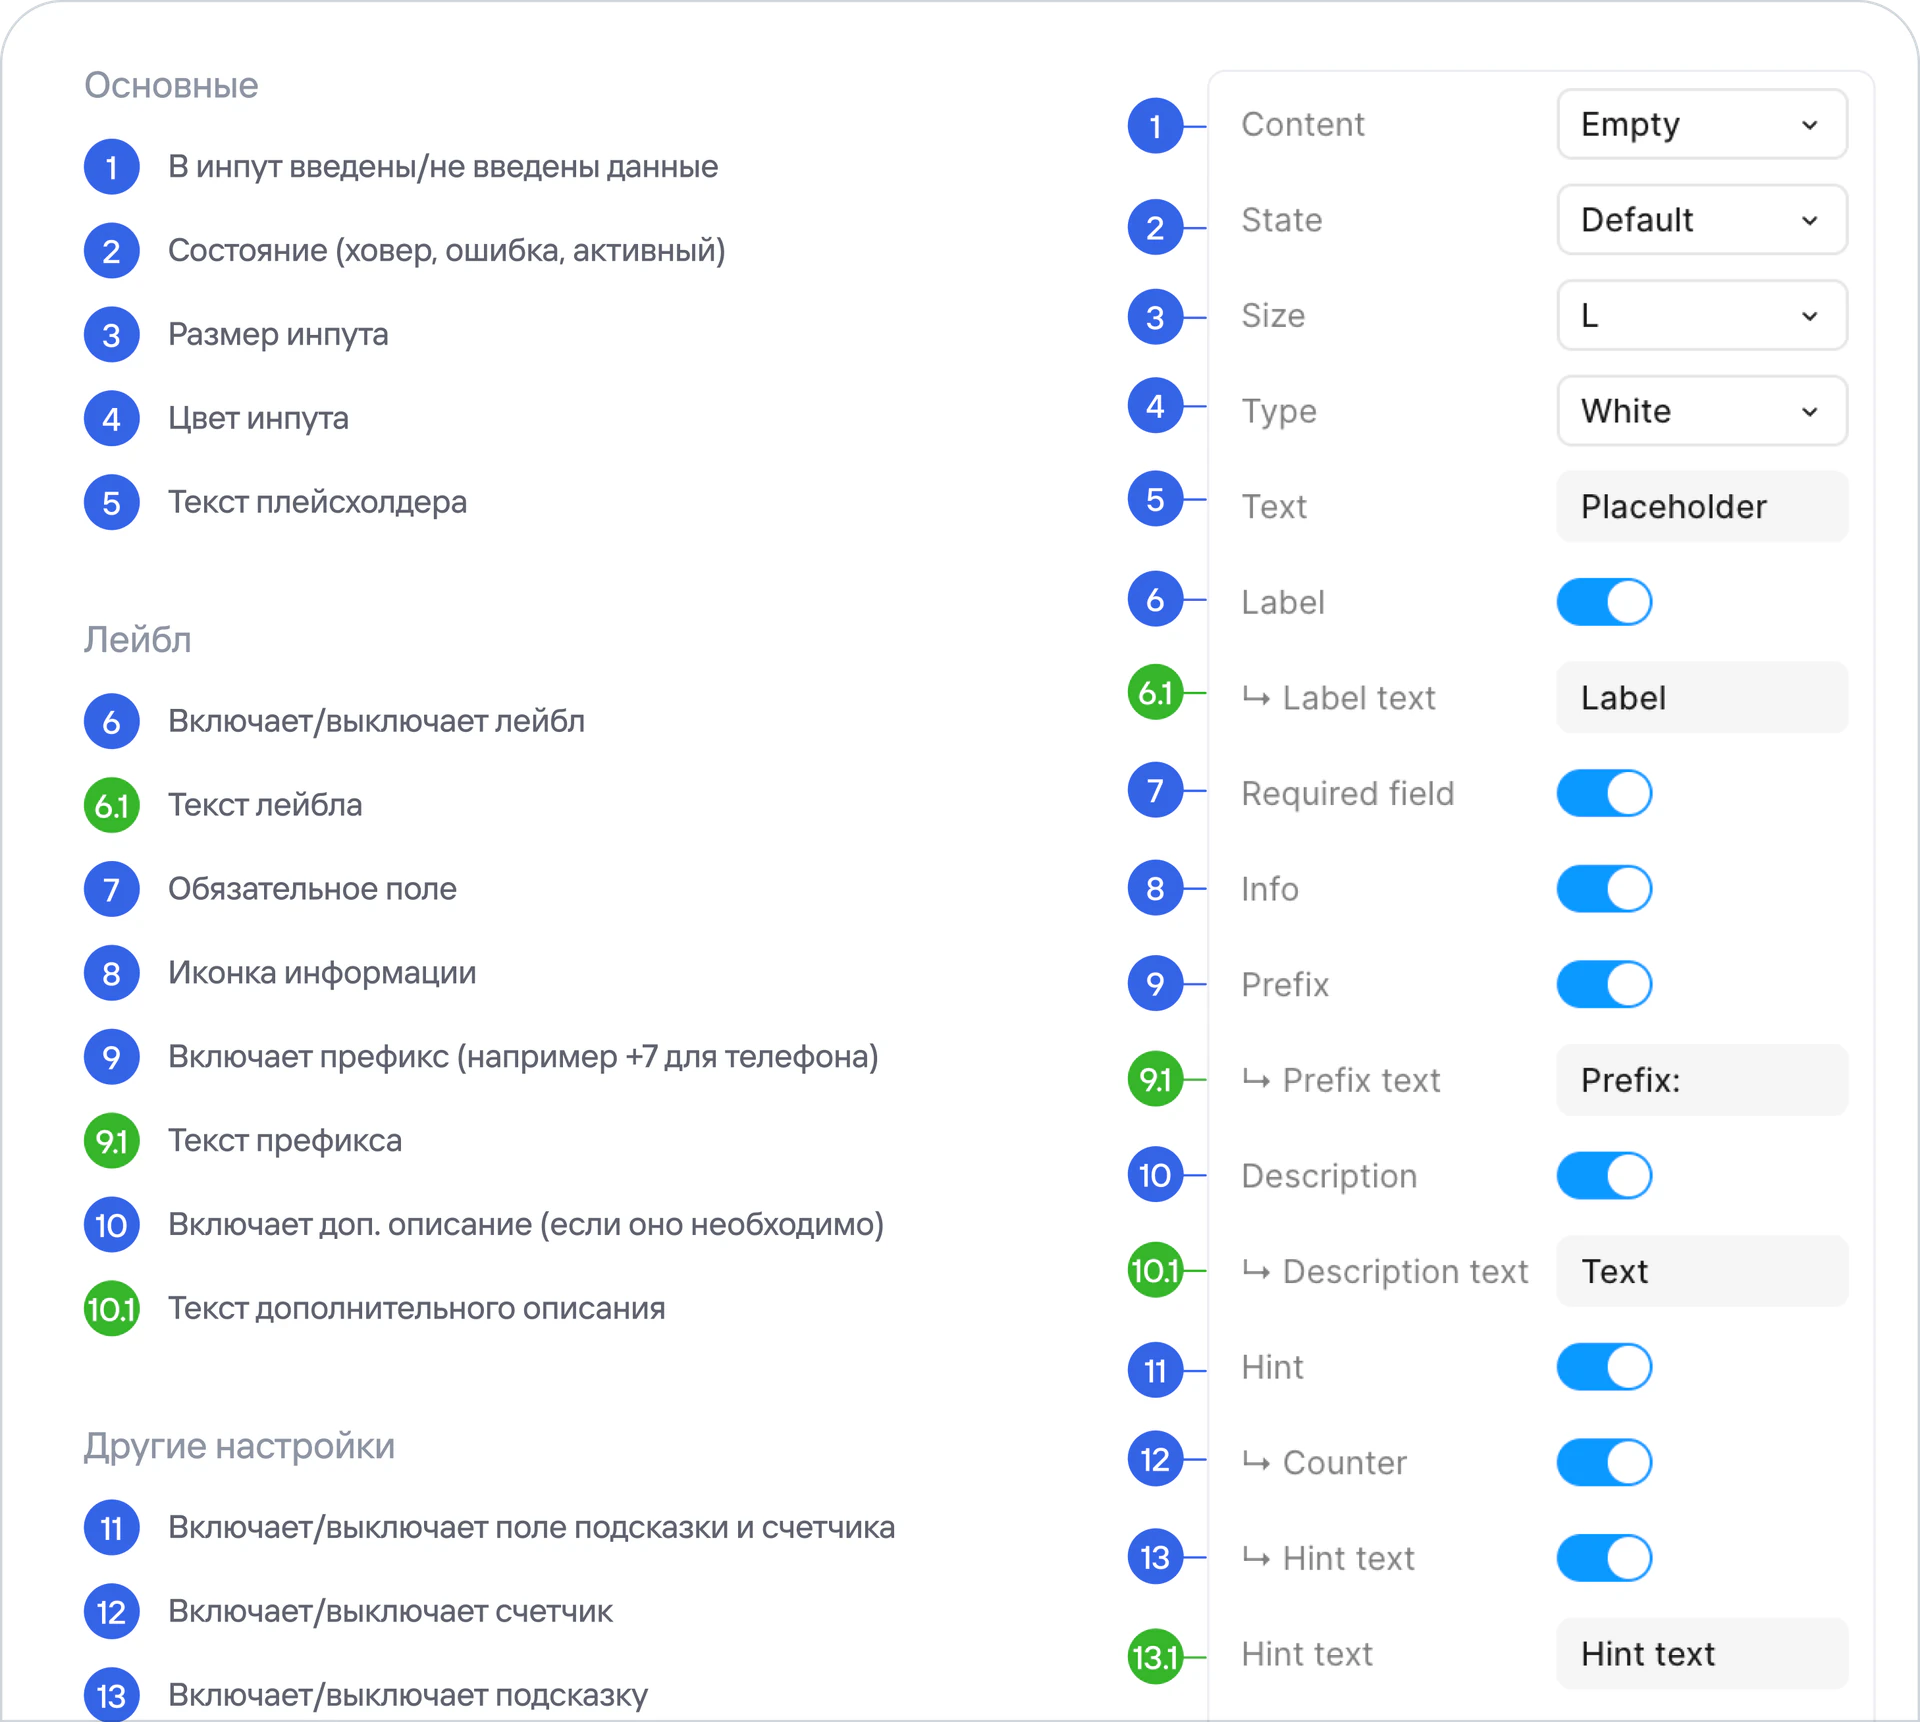 Основные
1 В инпут введены/не введены данные
2 Состояние (ховер, ошибка, активный)
3 Размер инпута
4 Цвет инпута
5 Текст плейсхолдера
Лейбл
6 Включает/выключает лейбл
6.1 Текст лейбла
7 Обязательное поле
8 Иконка информации
9 Включает префикс (например +7 для телефона)
9.1 Текст префикса
10 Включает доп. описание (если оно необходимо)
10.1 Текст дополнительного описания
Другие настройки
11 Включает/выключает поле подсказки и счетчика
12 Включает/выключает счетчик
13 Включает/выключает подсказку
1 Content Empty
2 State Default
3 Size L
4 Type White
5 Text Placeholder
6 Label
6.1 ↳ Label text Label
7 Required field
8 Info
9 Prefix
9.1 ↳ Prefix text Prefix:
10 Description
10.1 ↳ Description text Text
11 Hint
12 ↳ Counter
13 ↳ Hint text
13.1 Hint text Hint text